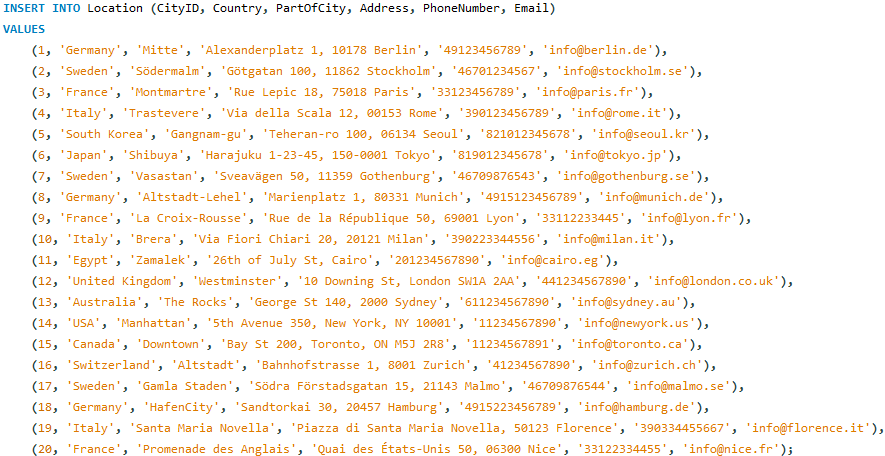 INSERT INTO Location (CityID, Country, PartOfCity, Address, PhoneNumber, Email)
VALUES
(1, 'Germany', 'Mitte', 'Alexanderplatz 1, 10178 Berlin', '49123456789', 'info@berlin.de'),
(2, 'Sweden', 'Södermalm', 'Götgatan 100, 11862 Stockholm', '46701234567', 'info@stockholm.se'),
(3, 'France', 'Montmartre', 'Rue Lepic 18, 75018 Paris', '33123456789', 'info@paris.fr'),
(4, 'Italy', 'Trastevere', 'Via della Scala 12, 00153 Rome', '390123456789', 'info@rome.it'),
(5, 'South Korea', 'Gangnam-gu', 'Teheran-ro 100, 06134 Seoul', '821012345678', 'info@seoul.kr'),
(6, 'Japan', 'Shibuya', 'Harajuku 1-23-45, 150-0001 Tokyo', '819012345678', 'info@tokyo.jp'),
(7, 'Sweden', 'Vasastan', 'Sveavägen 50, 11359 Gothenburg', '46709876543', 'info@gothenburg.se'),
(8, 'Germany', 'Altstadt-Lehel', 'Marienplatz 1, 80331 Munich', '4915123456789', 'info@munich.de'),
(9, 'France', 'La Croix-Rousse', 'Rue de la République 50, 69001 Lyon', '33112233445', 'info@lyon.fr'),
(10, 'Italy', 'Brera', 'Via Fiori Chiari 20, 20121 Milan', '390223344556', 'info@milan.it'),
(11, 'Egypt', 'Zamalek', '26th of July St, Cairo', '201234567890', 'info@cairo.eg'),
(12, 'United Kingdom', 'Westminster', '10 Downing St, London SW1A 2AA', '441234567890', 'info@london.co.uk'),
(13, 'Australia', 'The Rocks', 'George St 140, 2000 Sydney', '611234567890', 'info@sydney.au'),
(14, 'USA', 'Manhattan', '5th Avenue 350, New York, NY 10001', '11234567890', 'info@newyork.us'),
(15, 'Canada', 'Downtown', 'Bay St 200, Toronto, ON M5J 2R8', '11234567891', 'info@toronto.ca'),
(16, 'Switzerland', 'Altstadt', 'Bahnhofstrasse 1, 8001 Zurich', '41234567890', 'info@zurich.ch'),
(17, 'Sweden', 'Gamla Staden', 'Södra Förstadsgatan 15, 21143 Malmo', '46709876544', 'info@malmo.se'),
(18, 'Germany', 'HafenCity', 'Sandtorkai 30, 20457 Hamburg', '4915223456789', 'info@hamburg.de'),
(19, 'Italy', 'Santa Maria Novella', 'Piazza di Santa Maria Novella, 50123 Florence', '390334455667', 'info@florence.it'),
(20, 'France', 'Promenade des Anglais', 'Quai des États-Unis 50, 06300 Nice', '33122334455', 'info@nice.fr');